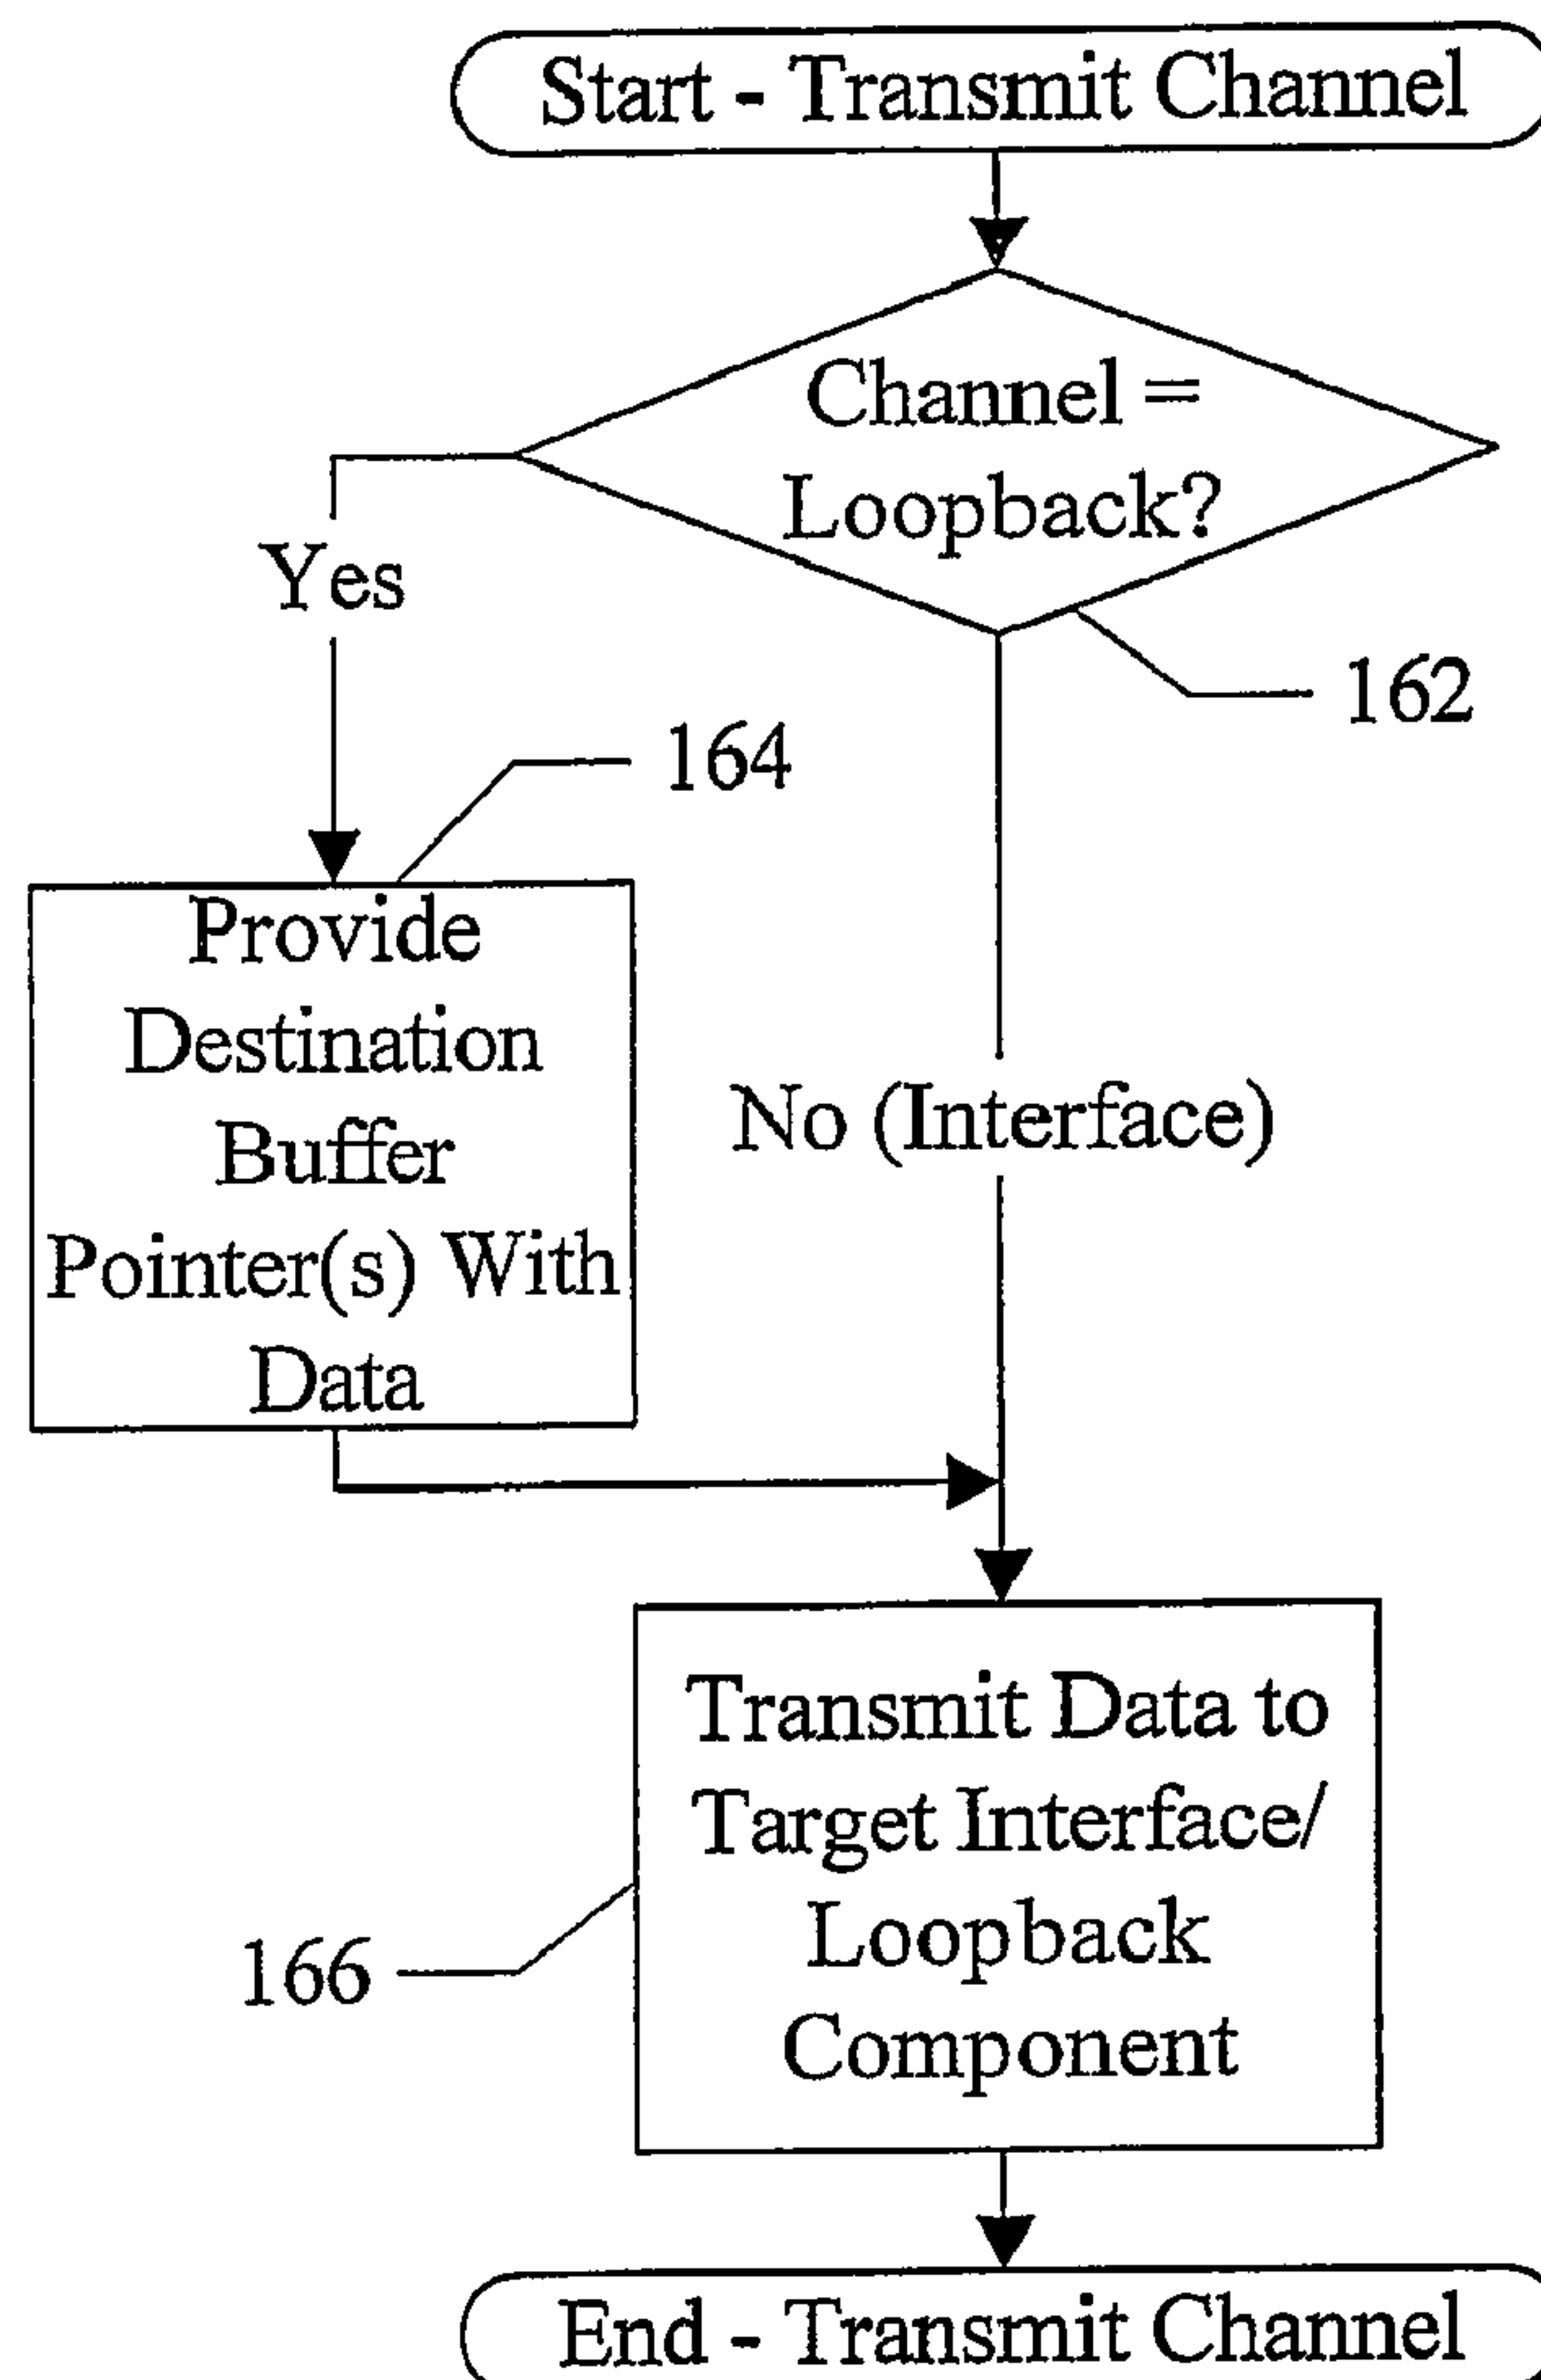 Start - Transmit Channel
Channel =
Loopback?
Yes
162
164
Provide
Destination
Buffer
Pointer(s) With
Data
No (Interface)
Transmit Data to
Target Interface/
Loopback
Component
166
End - Transmit Channel